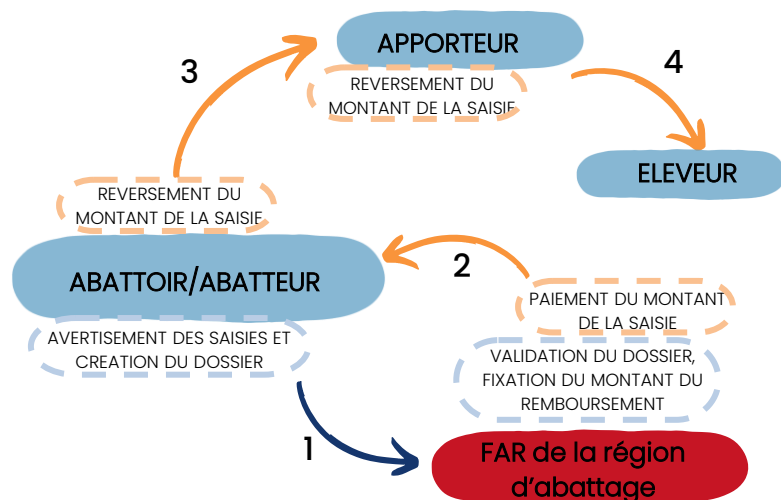 APPORTEUR
3
REVERSEMENT DU
MONTANT DE LA SAISIE
4
ELEVEUR
REVERSEMENT DU
MONTANT DE LA SAISIE
ABATTOIR/ABATTEUR
2
PAIEMENT DU MONTANT
DE LA SAISIE
AVERTISEMENT DES SAISIES ET
CREATION DU DOSSIER
VALIDATION DU DOSSIER,
FIXATION DU MONTANT DU
REMBOURSEMENT
1
FAR de la région
d'abattage